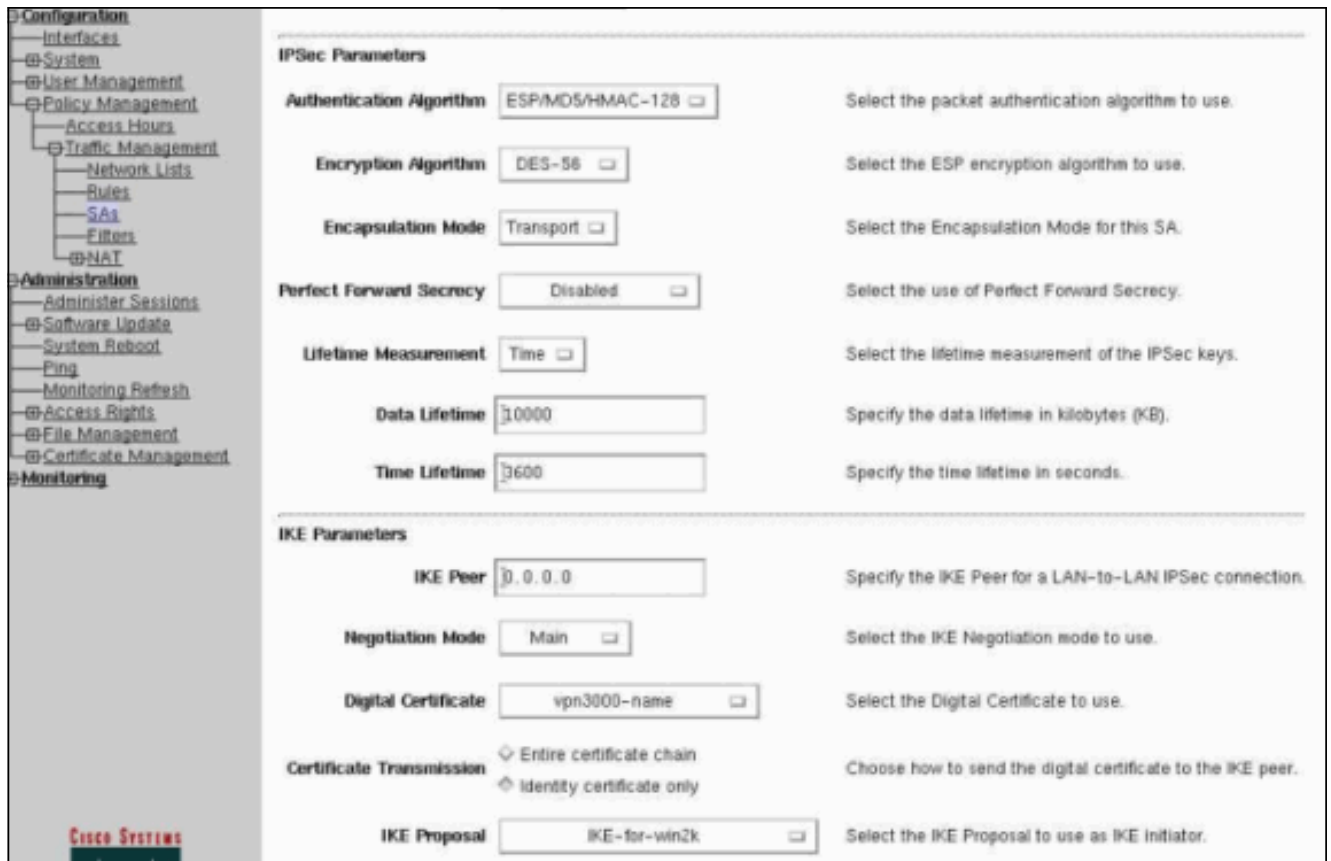 Configuration
Interfaces
System
User Management
Policy Management
Access Hours
Traffic Management
Network Lists
Rules
SAs
Filters
NAT
Administration
Administer Sessions
Software Update
System Reboot
Ping
Monitoring Refresh
Access Rights
File Management
Certificate Management
Monitoring
CISCO SYSTEMS
IPSec Parameters
Authentication Algorithm ESP/MD5/HMAC-128 Select the packet authentication algorithm to use.
Encryption Algorithm DES-56 Select the ESP encryption algorithm to use.
Encapsulation Mode Transport Select the Encapsulation Mode for this SA.
Perfect Forward Secrecy Disabled Select the use of Perfect Forward Secrecy.
Lifetime Measurement Time Select the lifetime measurement of the IPSec keys.
Data Lifetime 10000 Specify the data lifetime in kilobytes (KB).
Time Lifetime 3600 Specify the time lifetime in seconds.
IKE Parameters
IKE Peer 0.0.0.0 Specify the IKE Peer for a LAN-to-LAN IPSec connection.
Negotiation Mode Main Select the IKE Negotiation mode to use.
Digital Certificate vpn3000-name Select the Digital Certificate to use.
Certificate Transmission Entire certificate chain
Identity certificate only Choose how to send the digital certificate to the IKE peer.
IKE Proposal IKE-for-win2k Select the IKE Proposal to use as IKE initiator.